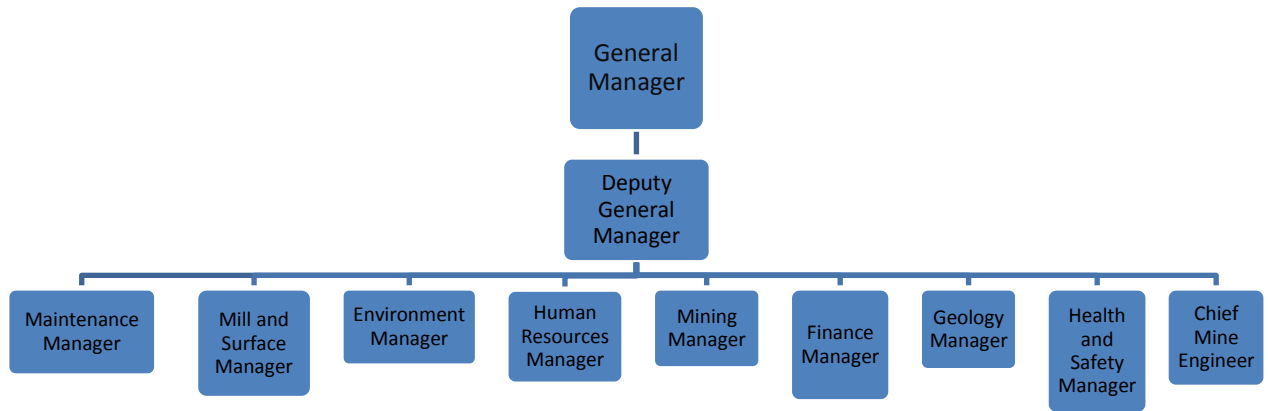 General
Manager
Deputy
General
Manager
Maintenance
Manager
Mill and
Surface
Manager
Environment
Manager
Human
Resources
Manager
Mining
Manager
Finance
Manager
Geology
Manager
Health
and
Safety
Manager
Chief
Mine
Engineer